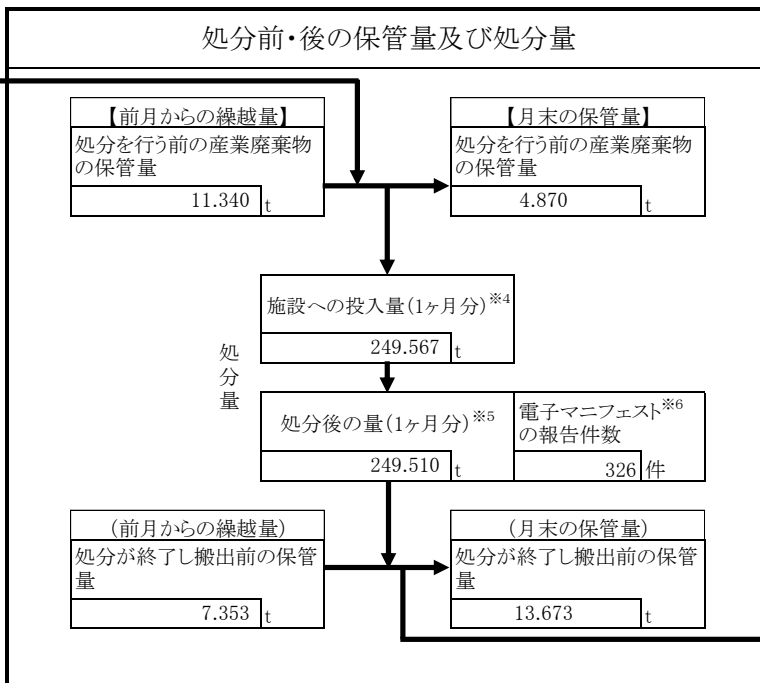 処分前・後の保管量及び処分量
【前月からの繰越量】
処分を行う前の産業廃棄物
の保管量
11.340 t
【月末の保管量】
処分を行う前の産業廃棄物
の保管量
4.870 t
処分量
施設への投入量(1ヶ月分)※4
249.567 t
処分後の量(1ヶ月分)※5
249.510 t
電子マニフェスト※6
の報告件数
326 件
(前月からの繰越量)
処分が終了し搬出前の保管
量
7.353 t
(月末の保管量)
処分が終了し搬出前の保管
量
13.673 t